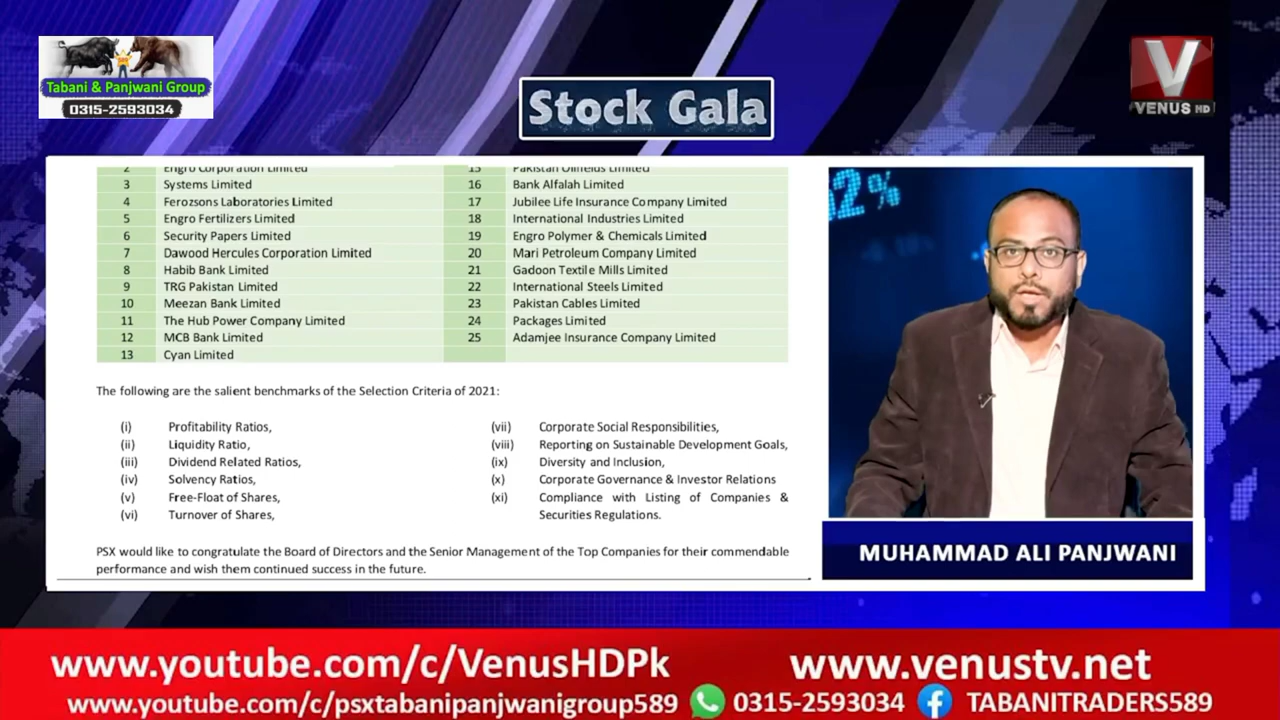 Tabani & Panjwani Group
0315-2593034
Stock Gala
V
VENUS HD
2 Engro Corporation Limited 15 Pakistan Oilfields Limited
3 Systems Limited 16 Bank Alfalah Limited
4 Ferozsons Laboratories Limited 17 Jubilee Life Insurance Company Limited
5 Engro Fertilizers Limited 18 International Industries Limited
6 Security Papers Limited 19 Engro Polymer & Chemicals Limited
7 Dawood Hercules Corporation Limited 20 Mari Petroleum Company Limited
8 Habib Bank Limited 21 Gadoon Textile Mills Limited
9 TRG Pakistan Limited 22 International Steels Limited
10 Meezan Bank Limited 23 Pakistan Cables Limited
11 The Hub Power Company Limited 24 Packages Limited
12 MCB Bank Limited 25 Adamjee Insurance Company Limited
13 Cyan Limited
The following are the salient benchmarks of the Selection Criteria of 2021:
(i) Profitability Ratios, (vii) Corporate Social Responsibilities,
(ii) Liquidity Ratio, (viii) Reporting on Sustainable Development Goals,
(iii) Dividend Related Ratios, (ix) Diversity and Inclusion,
(iv) Solvency Ratios, (x) Corporate Governance & Investor Relations
(v) Free-Float of Shares, (xi) Compliance with Listing of Companies &
(vi) Turnover of Shares, Securities Regulations.
PSX would like to congratulate the Board of Directors and the Senior Management of the Top Companies for their commendable
performance and wish them continued success in the future.
2%
MUHAMMAD ALI PANJWANI
www.youtube.com/c/VenusHDPk www.venustv.net
www.youtube.com/c/psxtabanipanjwanigroup589 0315-2593034 TABANITRADERS589